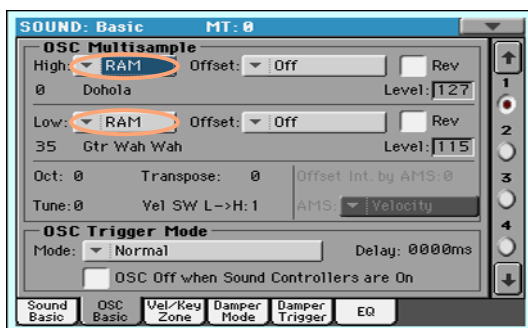 SOUND: Basic MT: 0
OSC Multisample
High: RAM Offset: Off Rev
0 Dohola Level: 127
1
Low: RAM Offset: Off Rev
2
35 Gtr Wah Wah Level: 115
Oct: 0 Transpose: 0 Offset Int. by AMS: 0
3
Tune: 0 Vel SW L->H: 1 AMS: Velocity
OSC Trigger Mode
4
Mode: Normal Delay: 0000ms
OSC Off when Sound Controllers are On
Sound Basic OSC Basic Vel/Key Zone Damper Mode Damper Trigger EQ